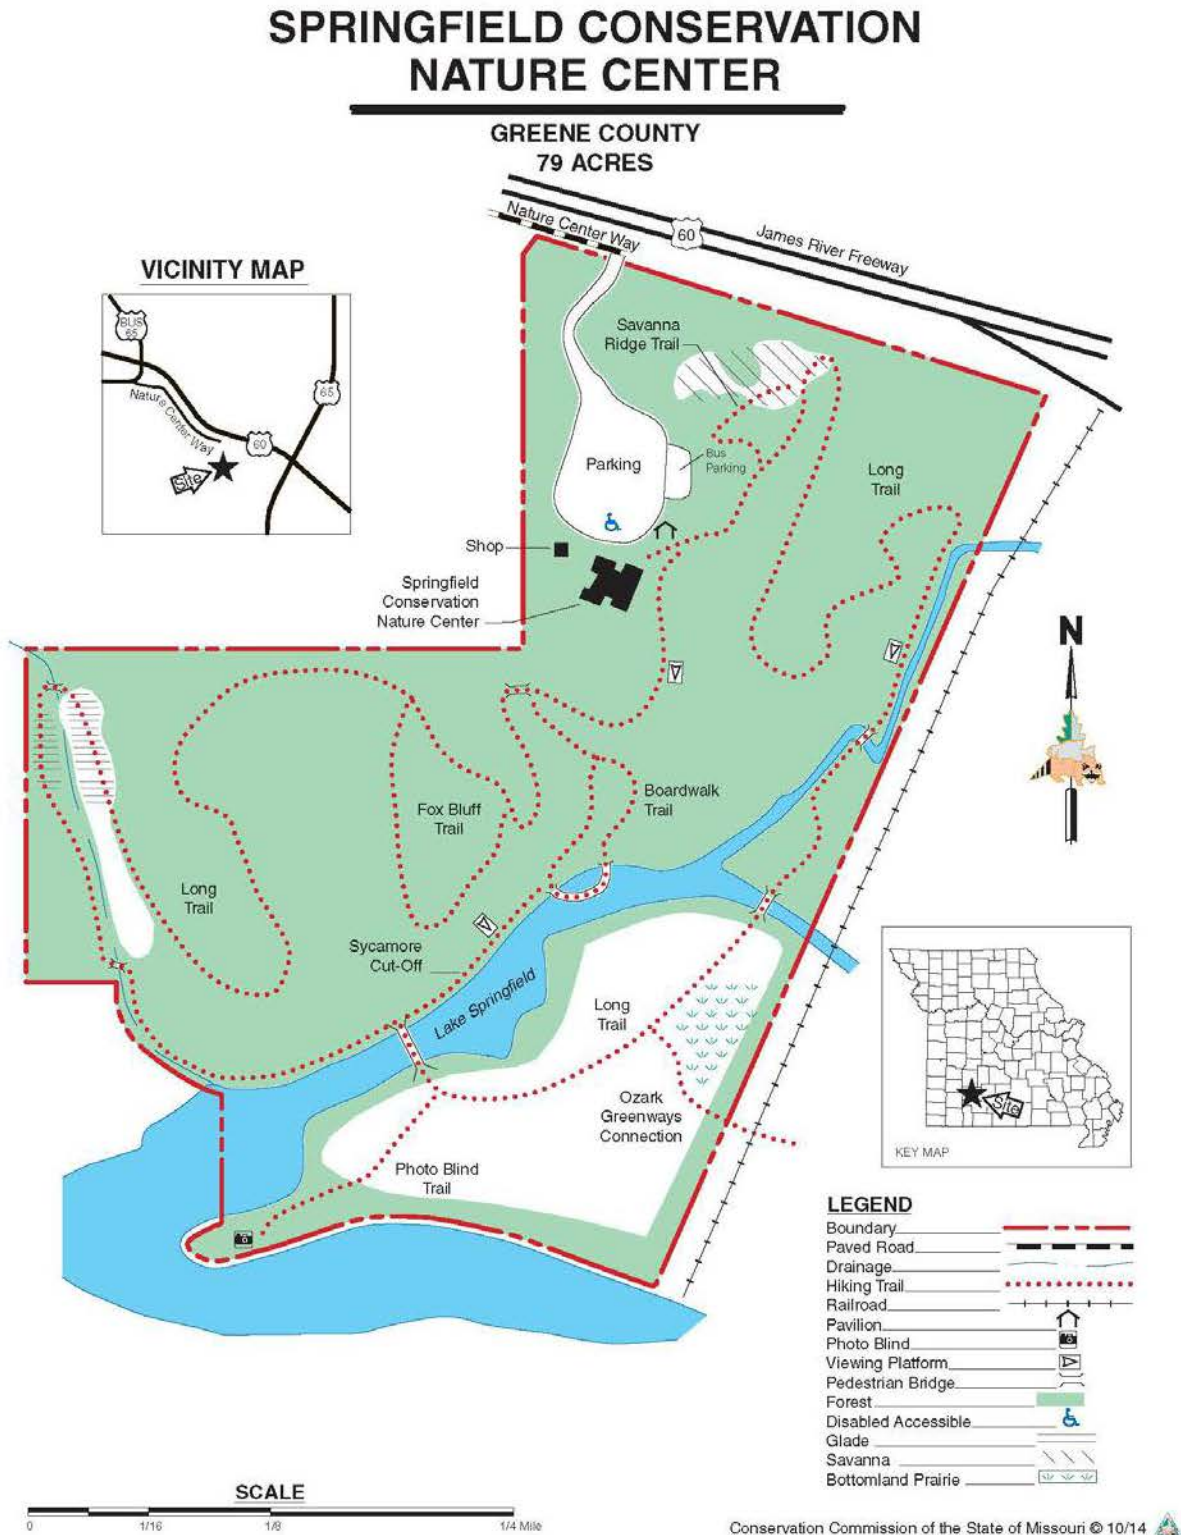 SPRINGFIELD CONSERVATION
NATURE CENTER
GREENE COUNTY
79 ACRES
Nature Center Way
60
James River Freeway
VICINITY MAP
BUS
65
65
Nature Center Way
60
Site
Savanna
Ridge Trail
Parking
Bus
Parking
Long
Trail
Shop
Springfield
Conservation
Nature Center
N
Fox Bluff
Trail
Boardwalk
Trail
Long
Trail
Sycamore
Cut-Off
Lake Springfield
Long
Trail
Ozark
Greenways
Connection
Photo Blind
Trail
Site
KEY MAP
LEGEND
Boundary
Paved Road
Drainage
Hiking Trail
Railroad
Pavilion
Photo Blind
Viewing Platform
Pedestrian Bridge
Forest
Disabled Accessible
Glade
Savanna
Bottomland Prairie
SCALE
0 1/16 1/8 1/4 Mile
Conservation Commission of the State of Missouri © 10/14